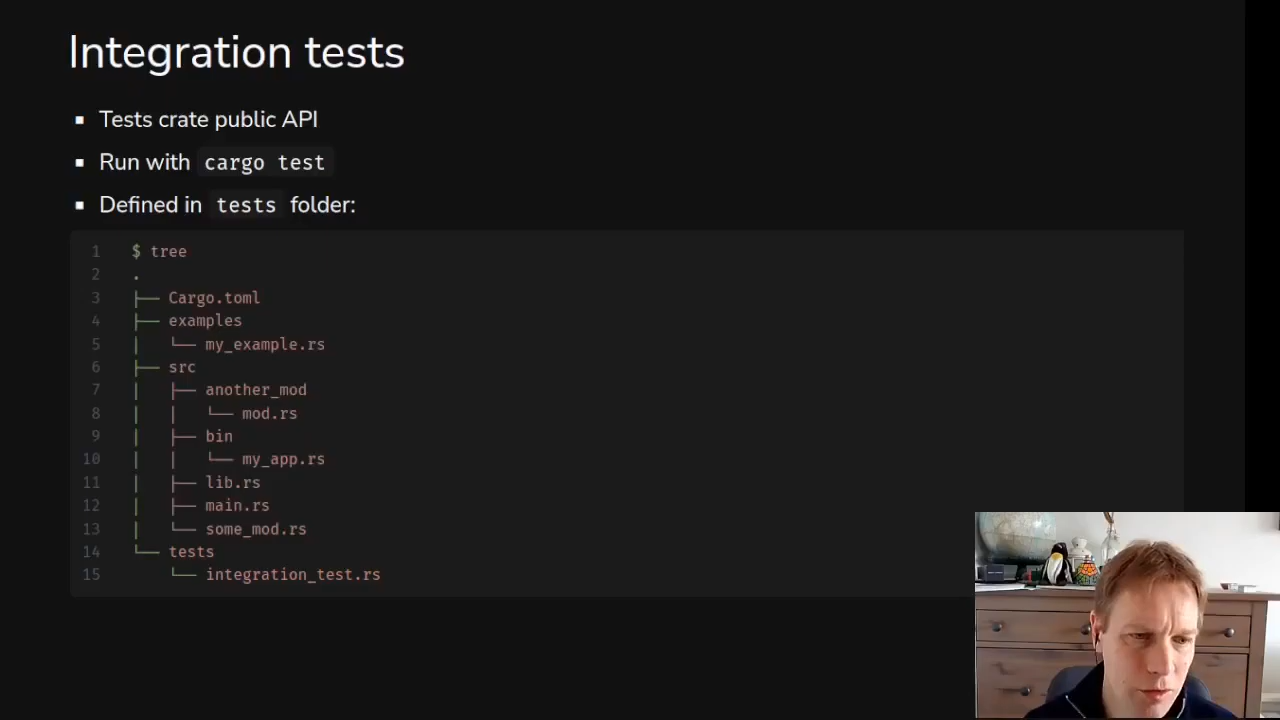 Integration tests
▪ Tests crate public API
▪ Run with cargo test
▪ Defined in tests folder:
1 $ tree
2 .
3 ├── Cargo.toml
4 ├── examples
5 │   └── my_example.rs
6 ├── src
7 │   ├── another_mod
8 │   │   └── mod.rs
9 │   ├── bin
10 │   │   └── my_app.rs
11 │   ├── lib.rs
12 │   ├── main.rs
13 │   └── some_mod.rs
14 └── tests
15     └── integration_test.rs